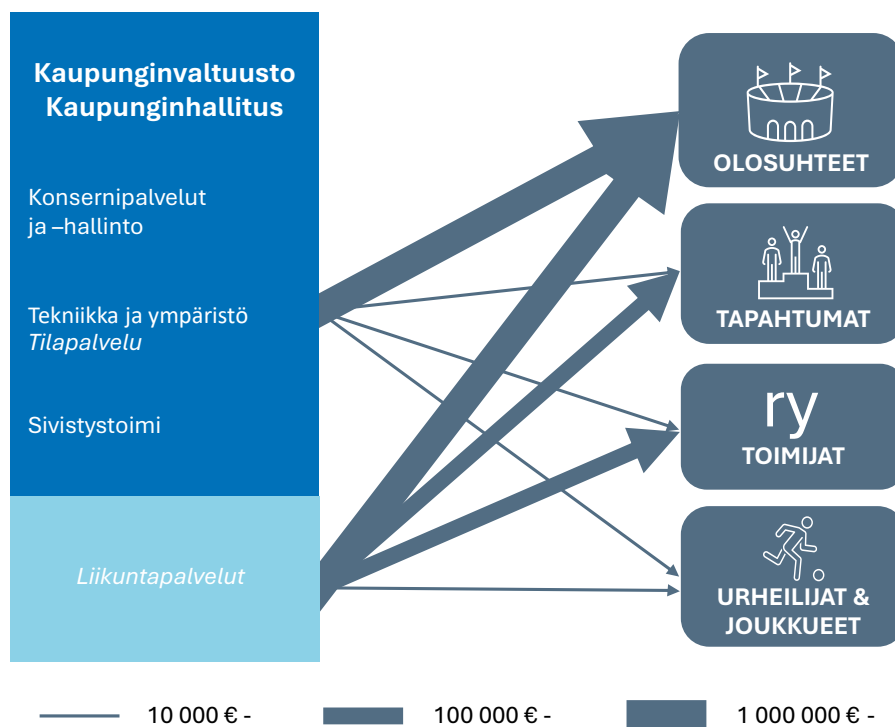 Kaupunginvaltuusto
Kaupunginhallitus
Konsernipalvelut
ja –hallinto
Tekniikka ja ympäristö
Tilapalvelu
Sivistystoimi
Liikuntapalvelut
OLOSUHTEET
TAPAHTUMAT
ry
TOIMIJAT
URHEILIJAT &
JOUKKUEET
10 000 € -
100 000 € -
1 000 000 € -